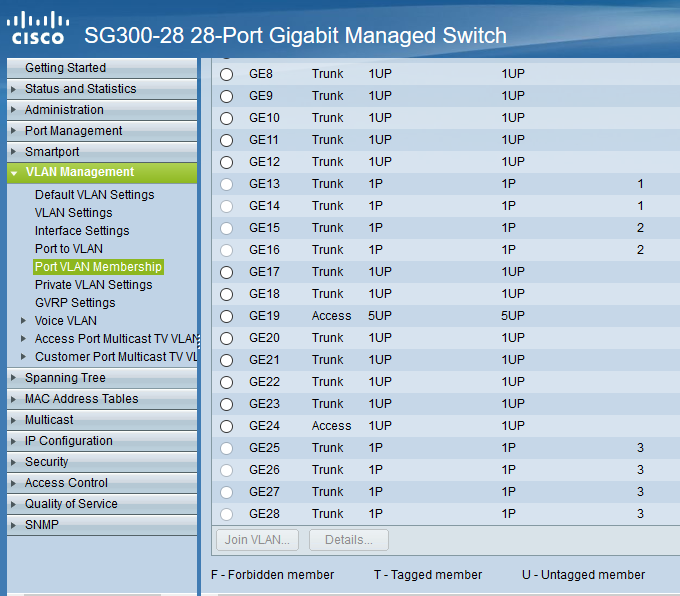 CISCO SG300-28 28-Port Gigabit Managed Switch
Getting Started
Status and Statistics
Administration
Port Management
Smartport
VLAN Management
Default VLAN Settings
VLAN Settings
Interface Settings
Port to VLAN
Port VLAN Membership
Private VLAN Settings
GVRP Settings
Voice VLAN
Access Port Multicast TV VLAN
Customer Port Multicast TV VL
Spanning Tree
MAC Address Tables
Multicast
IP Configuration
Security
Access Control
Quality of Service
SNMP
GE8 Trunk 1UP 1UP
GE9 Trunk 1UP 1UP
GE10 Trunk 1UP 1UP
GE11 Trunk 1UP 1UP
GE12 Trunk 1UP 1UP
GE13 Trunk 1P 1P 1
GE14 Trunk 1P 1P 1
GE15 Trunk 1P 1P 2
GE16 Trunk 1P 1P 2
GE17 Trunk 1UP 1UP
GE18 Trunk 1UP 1UP
GE19 Access 5UP 5UP
GE20 Trunk 1UP 1UP
GE21 Trunk 1UP 1UP
GE22 Trunk 1UP 1UP
GE23 Trunk 1UP 1UP
GE24 Access 1UP 1UP
GE25 Trunk 1P 1P 3
GE26 Trunk 1P 1P 3
GE27 Trunk 1P 1P 3
GE28 Trunk 1P 1P 3
Join VLAN... Details...
F - Forbidden member T - Tagged member U - Untagged member